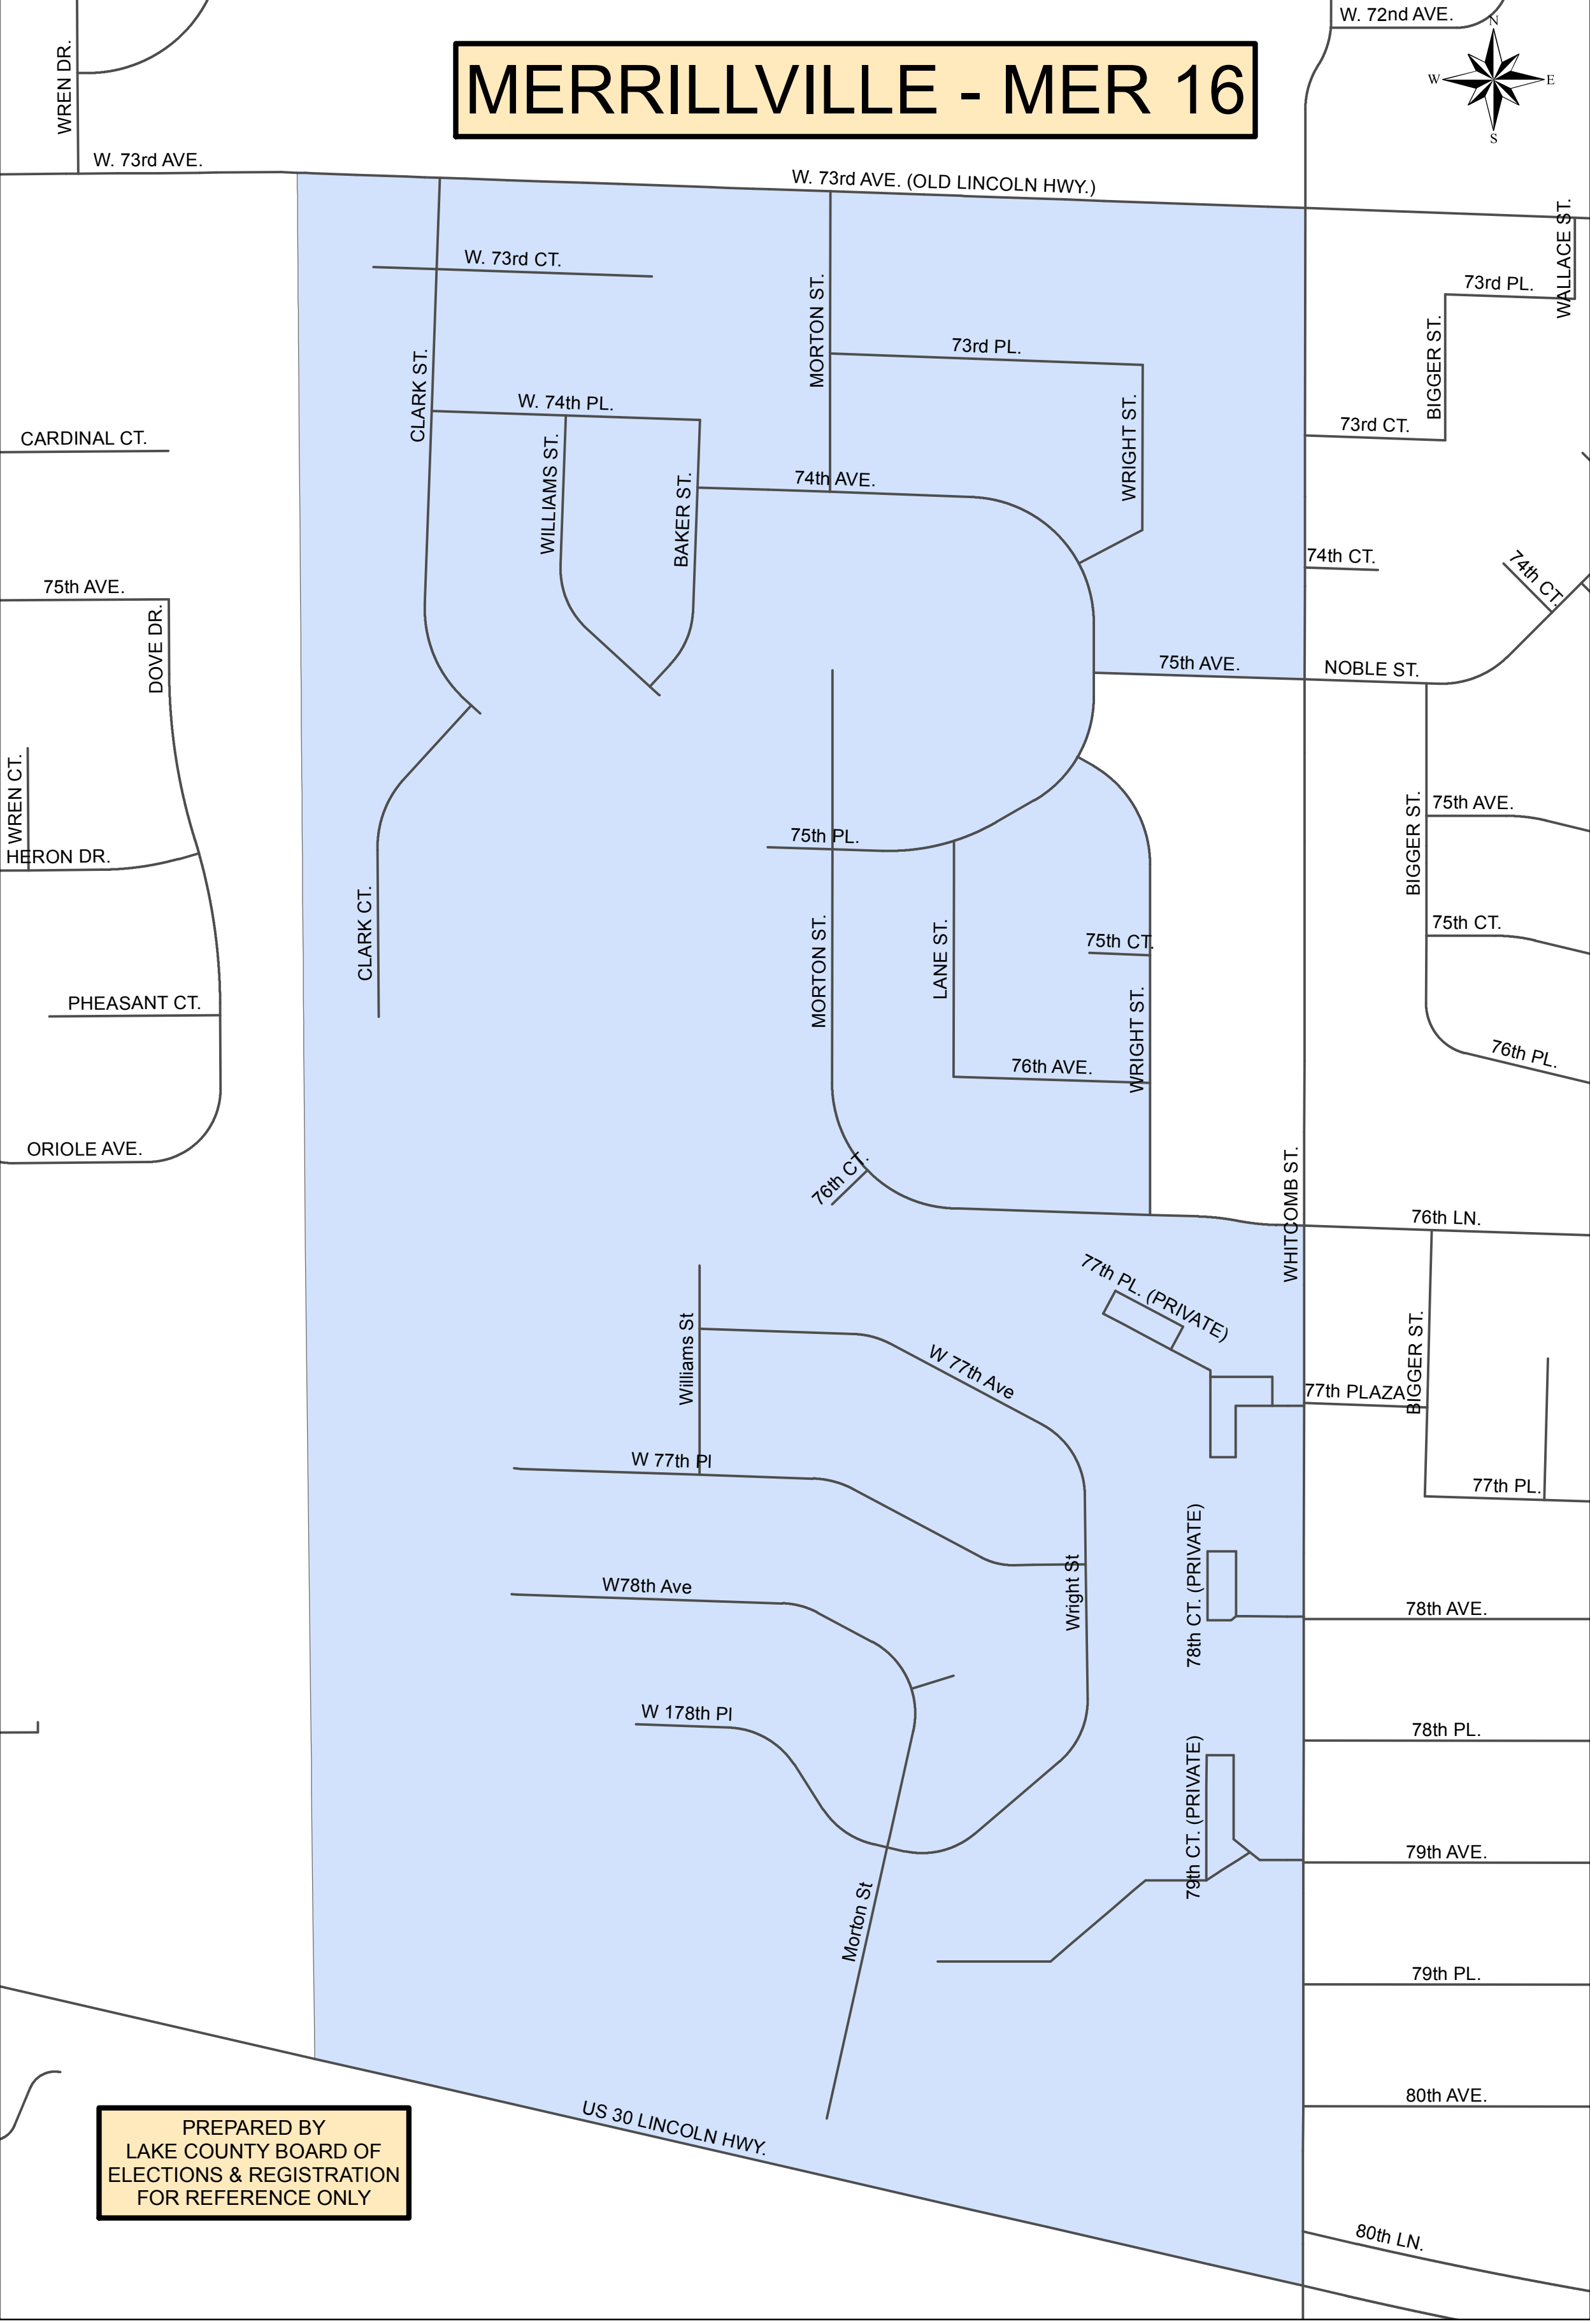 W. 72nd AVE.
N
MERRILLVILLE - MER 16
W
E
S
WREN DR.
W. 73rd AVE.
W. 73rd AVE. (OLD LINCOLN HWY.)
WALLACE ST.
W. 73rd CT.
MORTON ST.
73rd PL.
BIGGER ST.
73rd PL.
CLARK ST.
W. 74th PL.
WRIGHT ST.
73rd CT.
CARDINAL CT.
WILLIAMS ST.
BAKER ST.
74th AVE.
74th CT.
74th CT.
75th AVE.
DOVE DR.
75th AVE.
NOBLE ST.
WREN CT.
HERON DR.
75th PL.
BIGGER ST.
75th AVE.
CLARK CT.
MORTON ST.
LANE ST.
75th CT.
75th CT.
PHEASANT CT.
WRIGHT ST.
76th AVE.
76th PL.
ORIOLE AVE.
76th CT.
WHITCOMB ST.
76th LN.
77th PL. (PRIVATE)
Williams St
W 77th Ave
77th PLAZA
BIGGER ST.
W 77th Pl
77th PL.
W78th Ave
Wright St
78th CT. (PRIVATE)
78th AVE.
W 178th Pl
78th PL.
79th CT. (PRIVATE)
79th AVE.
Morton St
79th PL.
80th AVE.
US 30 LINCOLN HWY.
PREPARED BY
LAKE COUNTY BOARD OF
ELECTIONS & REGISTRATION
FOR REFERENCE ONLY
80th LN.